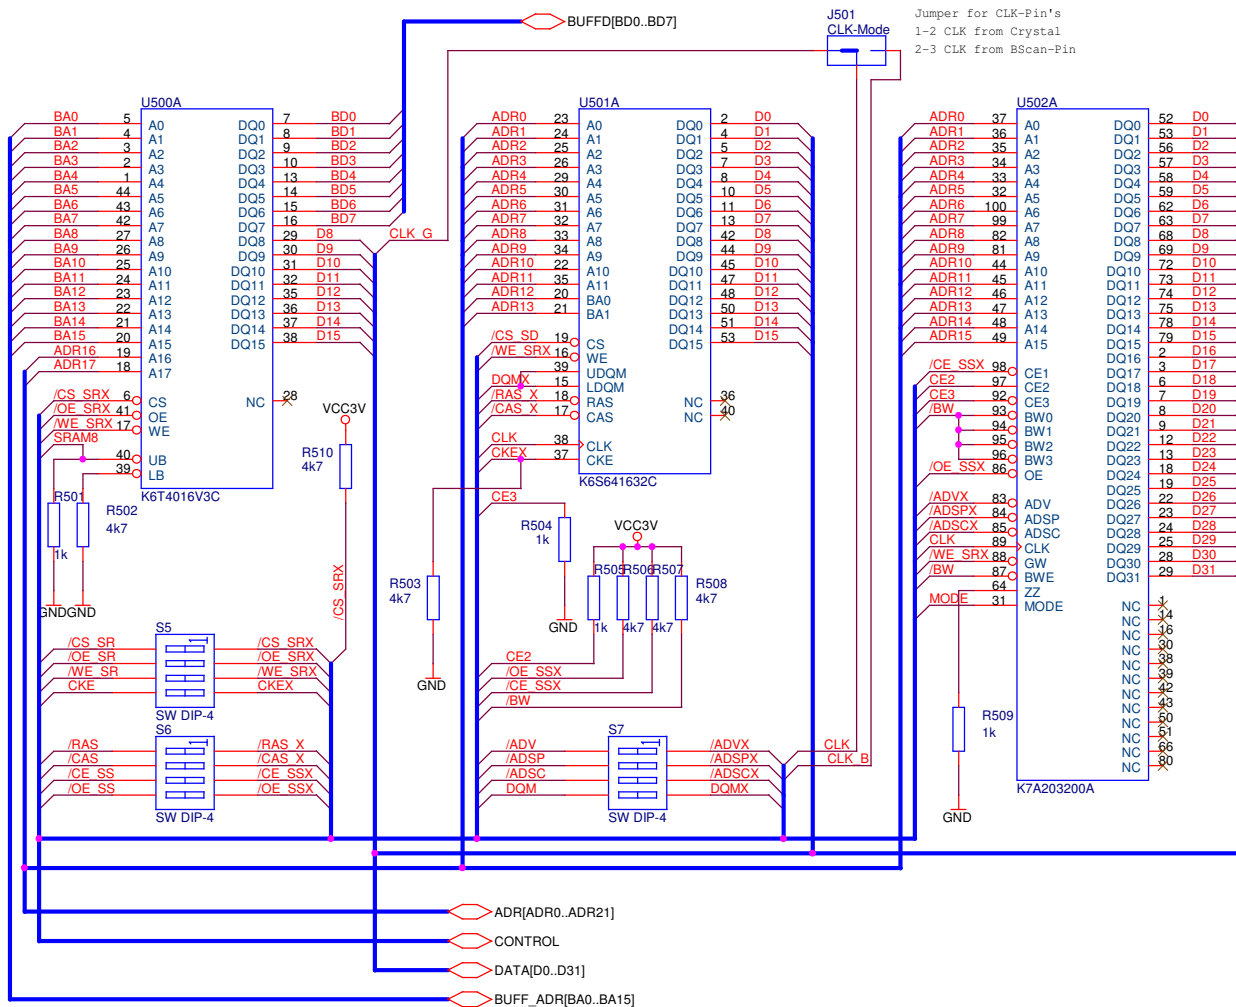 BUFFD[BD0..BD7]
J501
CLK-Mode
Jumper for CLK-Pin's
1-2 CLK from Crystal
2-3 CLK from BScan-Pin
U500A
BA0 5 A0 DQ0 7 BD0
BA1 4 A1 DQ1 8 BD1
BA2 3 A2 DQ2 9 BD2
BA3 2 A3 DQ3 10 BD3
BA4 1 A4 DQ4 13 BD4
BA5 44 A5 DQ5 14 BD5
BA6 43 A6 DQ6 15 BD6
BA7 42 A7 DQ7 16 BD7
BA8 27 A8 DQ8 29 D8
BA9 26 A9 DQ9 30 D9
BA10 25 A10 DQ10 31 D10
BA11 24 A11 DQ11 32 D11
BA12 23 A12 DQ12 35 D12
BA13 22 A13 DQ13 36 D13
BA14 21 A14 DQ14 37 D14
BA15 20 A15 DQ15 38 D15
ADR16 19 A16
ADR17 18 A17
/CS_SRX 6 CS NC 28
/OE_SRX 41 OE
/WE_SRX 17 WE
SRAM8
40 UB
39 LB
K6T4016V3C
CLK_G
VCC3V
R510
4k7
/CS_SRX
R501
1k
R502
4k7
GND
GND
U501A
ADR0 23 A0 DQ0 2 D0
ADR1 24 A1 DQ1 4 D1
ADR2 25 A2 DQ2 5 D2
ADR3 26 A3 DQ3 7 D3
ADR4 29 A4 DQ4 8 D4
ADR5 30 A5 DQ5 10 D5
ADR6 31 A6 DQ6 11 D6
ADR7 32 A7 DQ7 13 D7
ADR8 33 A8 DQ8 42 D8
ADR9 34 A9 DQ9 44 D9
ADR10 22 A10 DQ10 45 D10
ADR11 35 A11 DQ11 47 D11
ADR12 20 BA0 DQ12 48 D12
ADR13 21 BA1 DQ13 50 D13
DQ14 51 D14
/CS_SD 19 CS DQ15 53 D15
/WE_SRX 16 WE
39 UDQM
DQMX 15 LDQM
/RAS_X 18 RAS NC 36
/CAS_X 17 CAS NC 40
CLK 38 CLK
CKEX 37 CKE
K6S641632C
CE3
R504
1k
GND
R503
4k7
GND
VCC3V
R505
1k
R506
4k7
R507
4k7
R508
4k7
CE2
/OE_SSX
/CE_SSX
/BW
U502A
ADR0 37 A0 DQ0 52 D0
ADR1 36 A1 DQ1 53 D1
ADR2 35 A2 DQ2 56 D2
ADR3 34 A3 DQ3 57 D3
ADR4 33 A4 DQ4 58 D4
ADR5 32 A5 DQ5 59 D5
ADR6 100 A6 DQ6 62 D6
ADR7 99 A7 DQ7 63 D7
ADR8 82 A8 DQ8 68 D8
ADR9 81 A9 DQ9 69 D9
ADR10 44 A10 DQ10 72 D10
ADR11 45 A11 DQ11 73 D11
ADR12 46 A12 DQ12 74 D12
ADR13 47 A13 DQ13 75 D13
ADR14 48 A14 DQ14 78 D14
ADR15 49 A15 DQ15 79 D15
DQ16 2 D16
/CE_SSX 98 CE1 DQ17 3 D17
CE2 97 CE2 DQ18 6 D18
CE3 92 CE3 DQ19 7 D19
/BW 93 BW0 DQ20 8 D20
94 BW1 DQ21 9 D21
95 BW2 DQ22 12 D22
96 BW3 DQ23 13 D23
/OE_SSX 86 OE DQ24 18 D24
DQ25 19 D25
/ADVX 83 ADV DQ26 22 D26
/ADSPX 84 ADSP DQ27 23 D27
/ADSCX 85 ADSC DQ28 24 D28
CLK 89 CLK DQ29 25 D29
/WE_SRX 88 GW DQ30 28 D30
/BW 87 BWE DQ31 29 D31
64 ZZ
MODE 31 MODE NC 1
NC 14
NC 16
NC 30
NC 38
NC 39
NC 42
NC 43
NC 50
NC 51
NC 66
NC 80
K7A203200A
R509
1k
GND
S5
/CS_SR 1 /CS_SRX
/OE_SR /OE_SRX
/WE_SR /WE_SRX
CKE CKEX
SW DIP-4
S6
/RAS 1 /RAS_X
/CAS /CAS_X
/CE_SS /CE_SSX
/OE_SS /OE_SSX
SW DIP-4
S7
/ADV 1 /ADVX
/ADSP /ADSPX
/ADSC /ADSCX
DQM DQMX
SW DIP-4
CLK
CLK_B
ADR[ADR0..ADR21]
CONTROL
DATA[D0..D31]
BUFF_ADR[BA0..BA15]